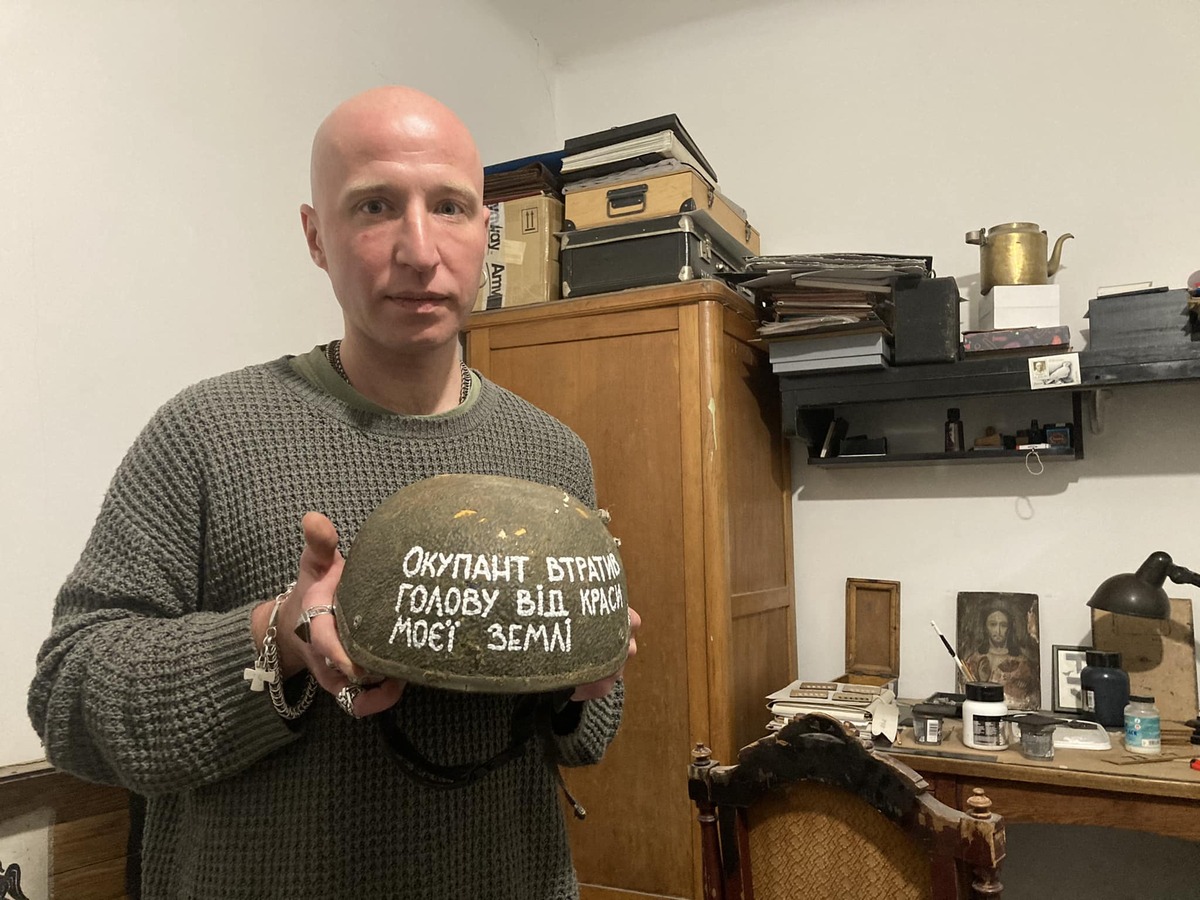 ОКУПАНТ ВТРАТИВ
ГОЛОВУ ВІД КРАСИ
МОЄЇ ЗЕМЛІ